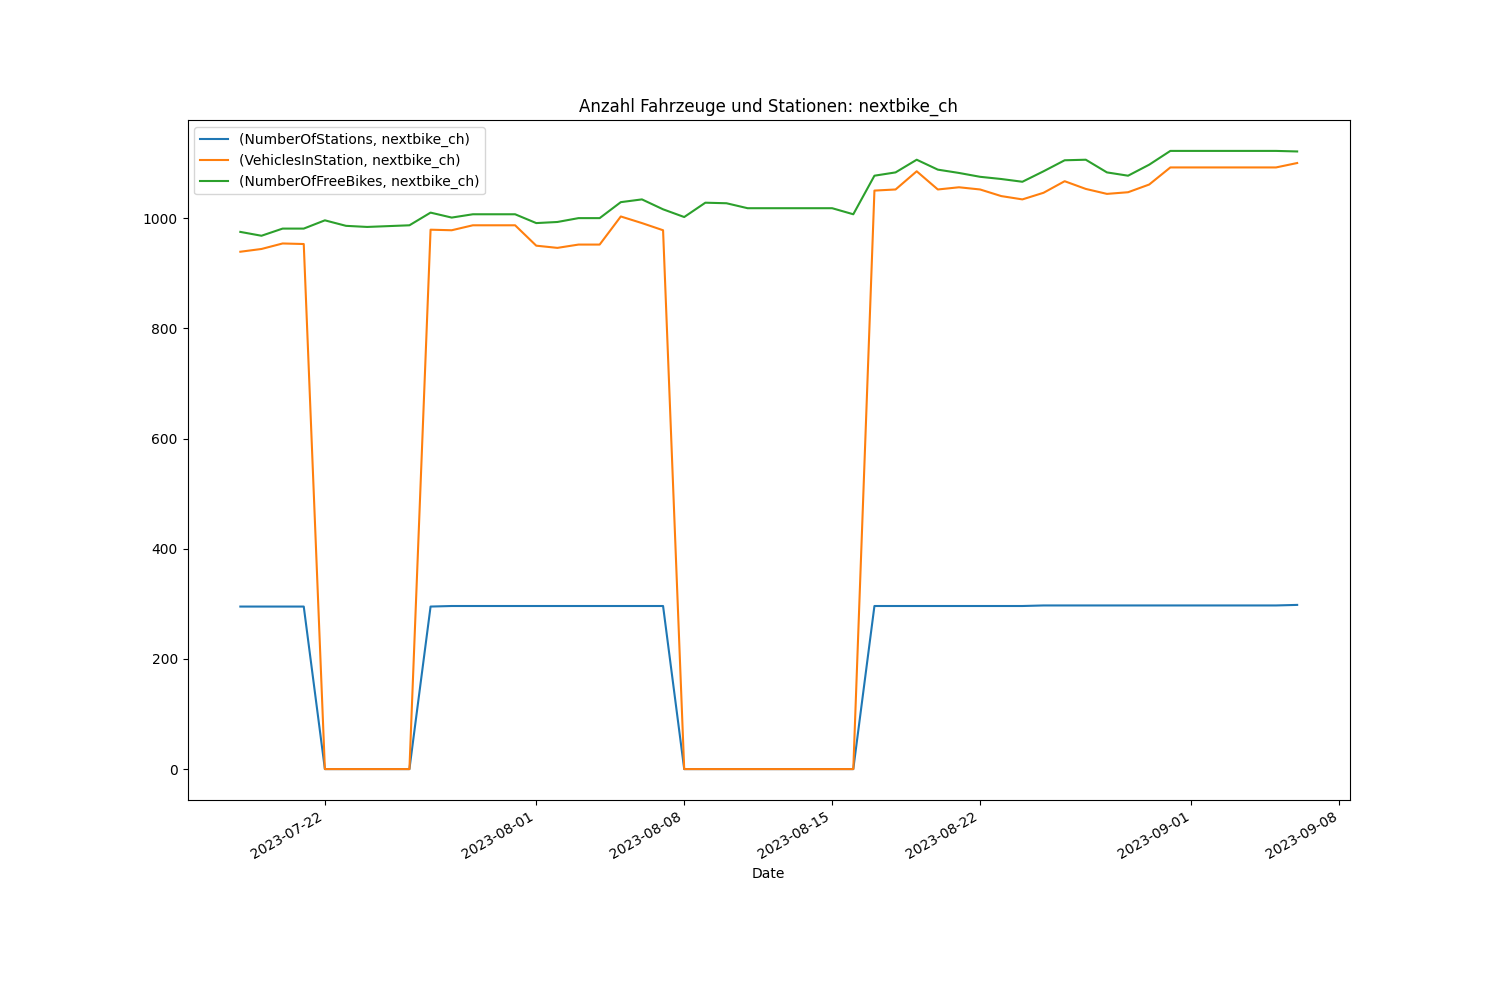 Anzahl Fahrzeuge und Stationen: nextbike_ch
(NumberOfStations, nextbike_ch)
(VehiclesInStation, nextbike_ch)
(NumberOfFreeBikes, nextbike_ch)
1000
800
600
400
200
0
2023-07-22
2023-08-01
2023-08-08
2023-08-15
2023-08-22
2023-09-01
2023-09-08
Date